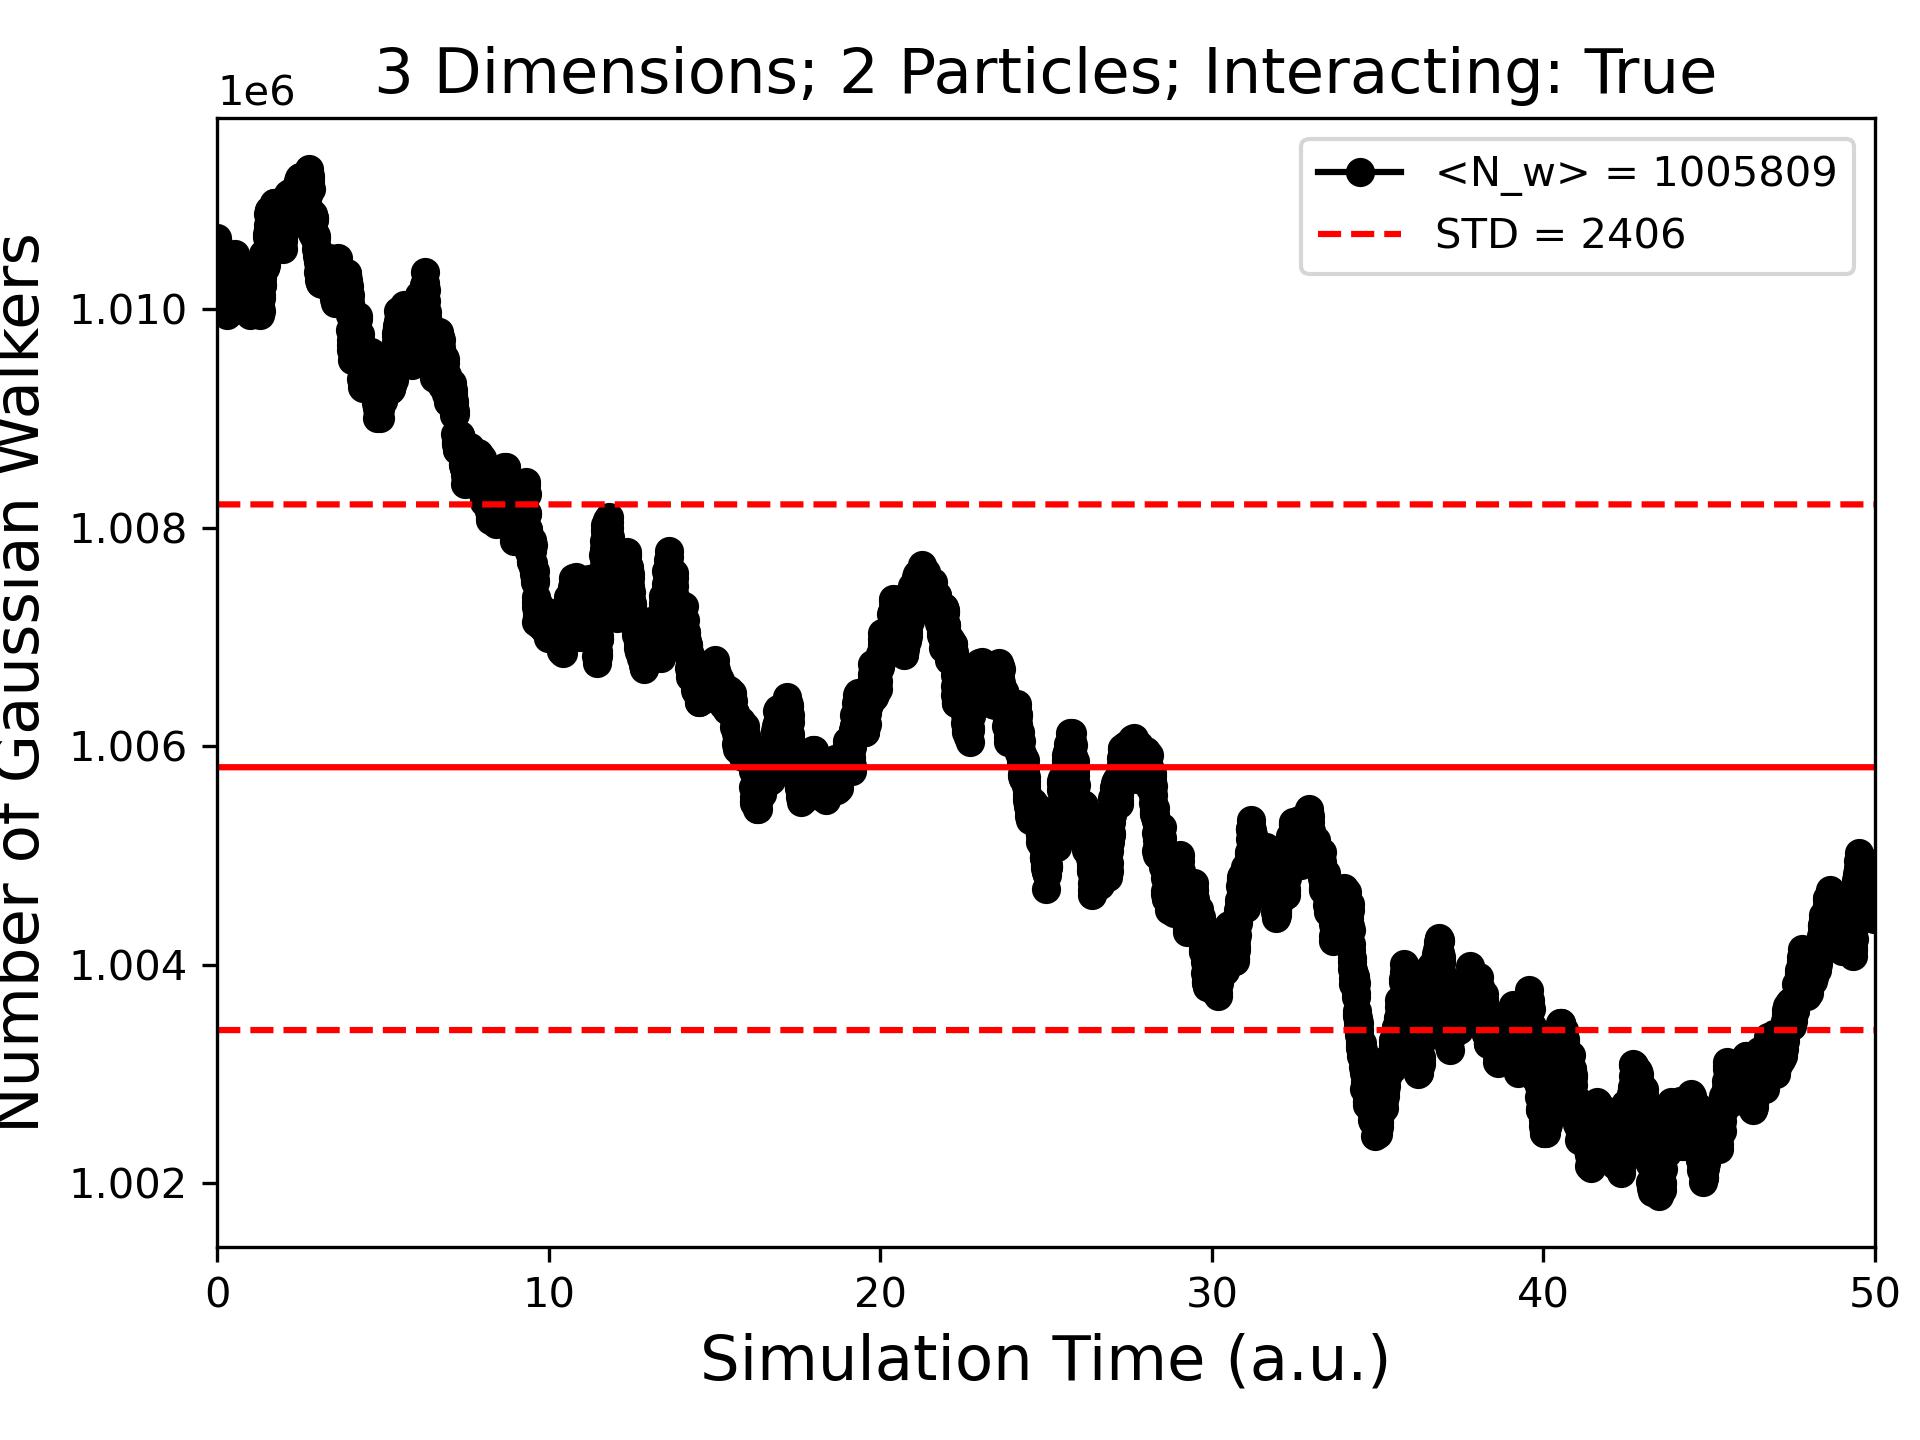 3 Dimensions; 2 Particles; Interacting: True
1e6
<N_w> = 1005809
STD = 2406
Number of Gaussian Walkers
1.010
1.008
1.006
1.004
1.002
0 10 20 30 40 50
Simulation Time (a.u.)